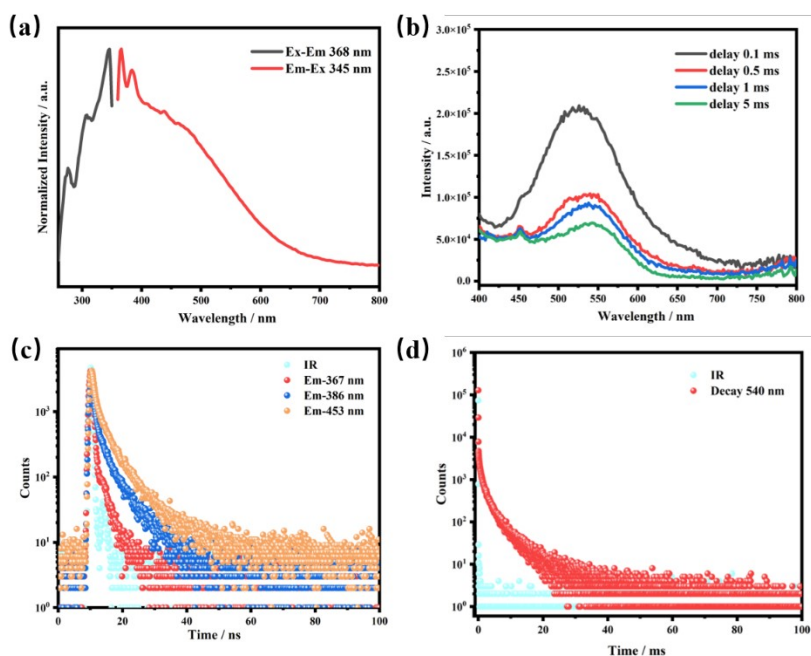 (a)
Ex-Em 368 nm
Em-Ex 345 nm
Normalized Intensity / a.u.
300 400 500 600 700 800
Wavelength / nm
(b)
delay 0.1 ms
delay 0.5 ms
delay 1 ms
delay 5 ms
Intensity / a.u.
3.0×10⁵
2.5×10⁵
2.0×10⁵
1.5×10⁵
1.0×10⁵
5.0×10⁴
0.0
400 450 500 550 600 650 700 750 800
Wavelength / nm
(c)
IR
Em-367 nm
Em-386 nm
Em-453 nm
Counts
10³
10²
10¹
10⁰
0 20 40 60 80 100
Time / ns
(d)
IR
Decay 540 nm
Counts
10⁶
10⁵
10⁴
10³
10²
10¹
10⁰
0 20 40 60 80 100
Time / ms